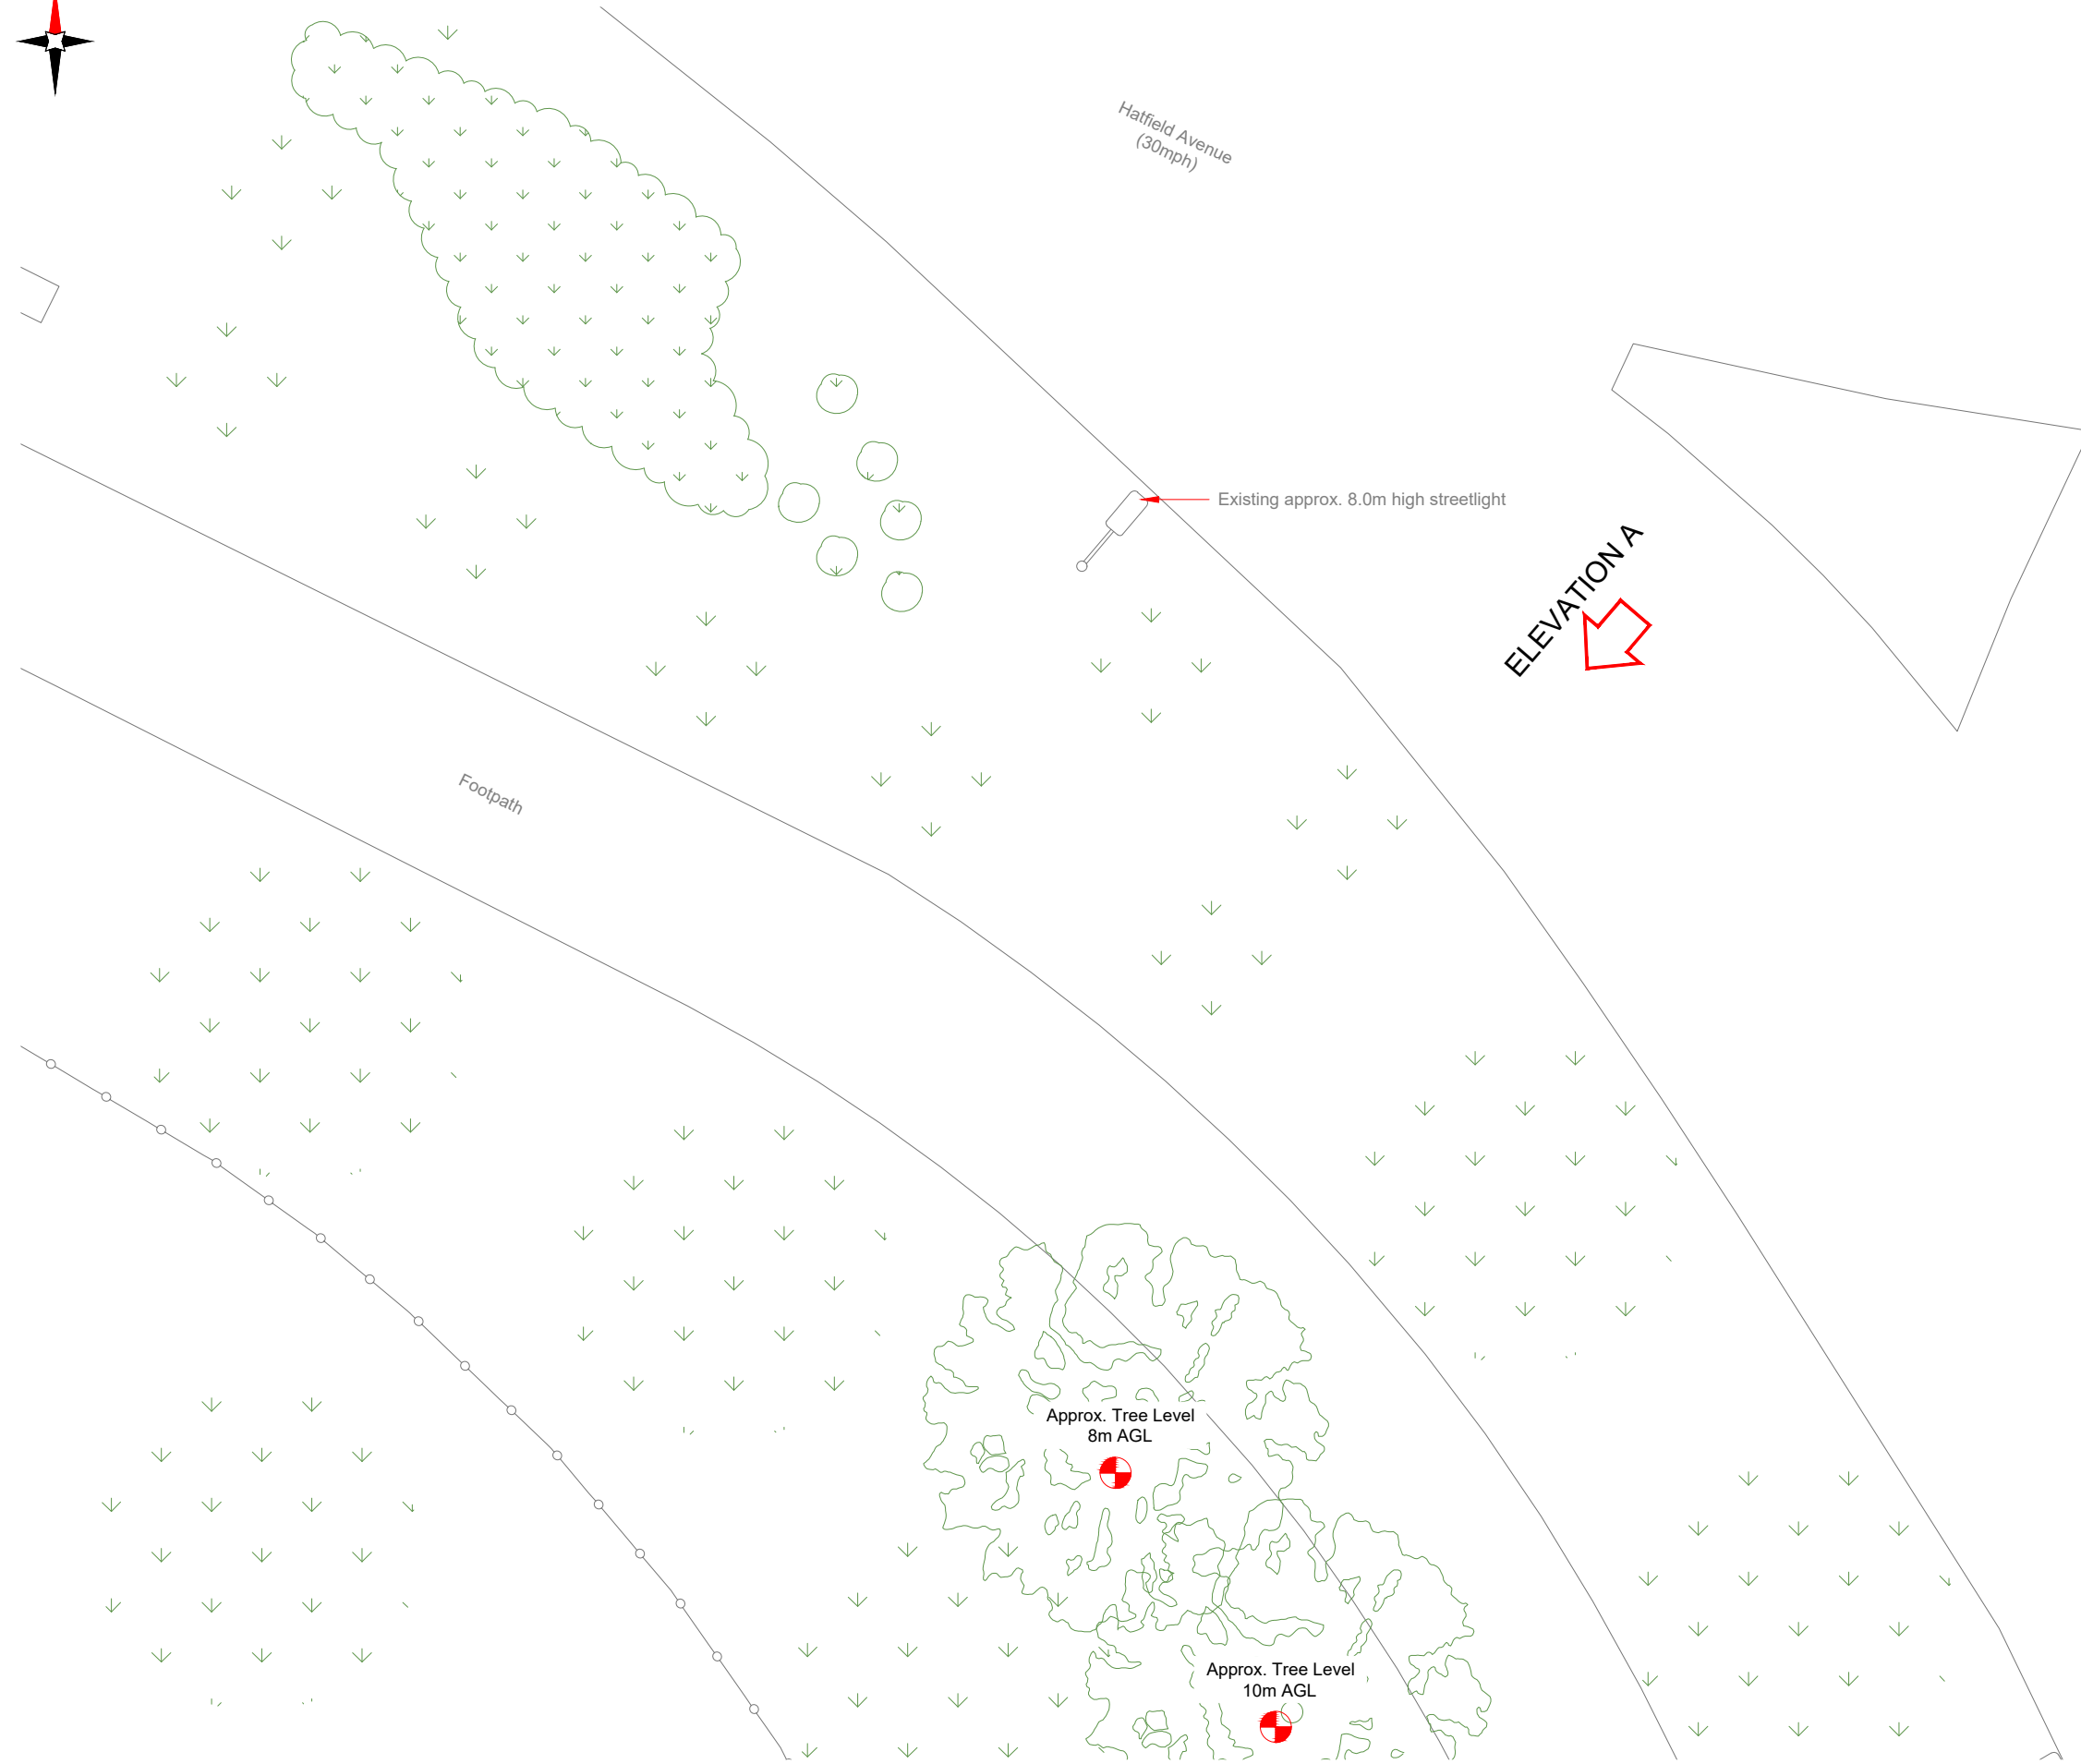 Hatfield Avenue
(30mph)
Existing approx. 8.0m high streetlight
ELEVATION A
Footpath
Approx. Tree Level
8m AGL
Approx. Tree Level
10m AGL